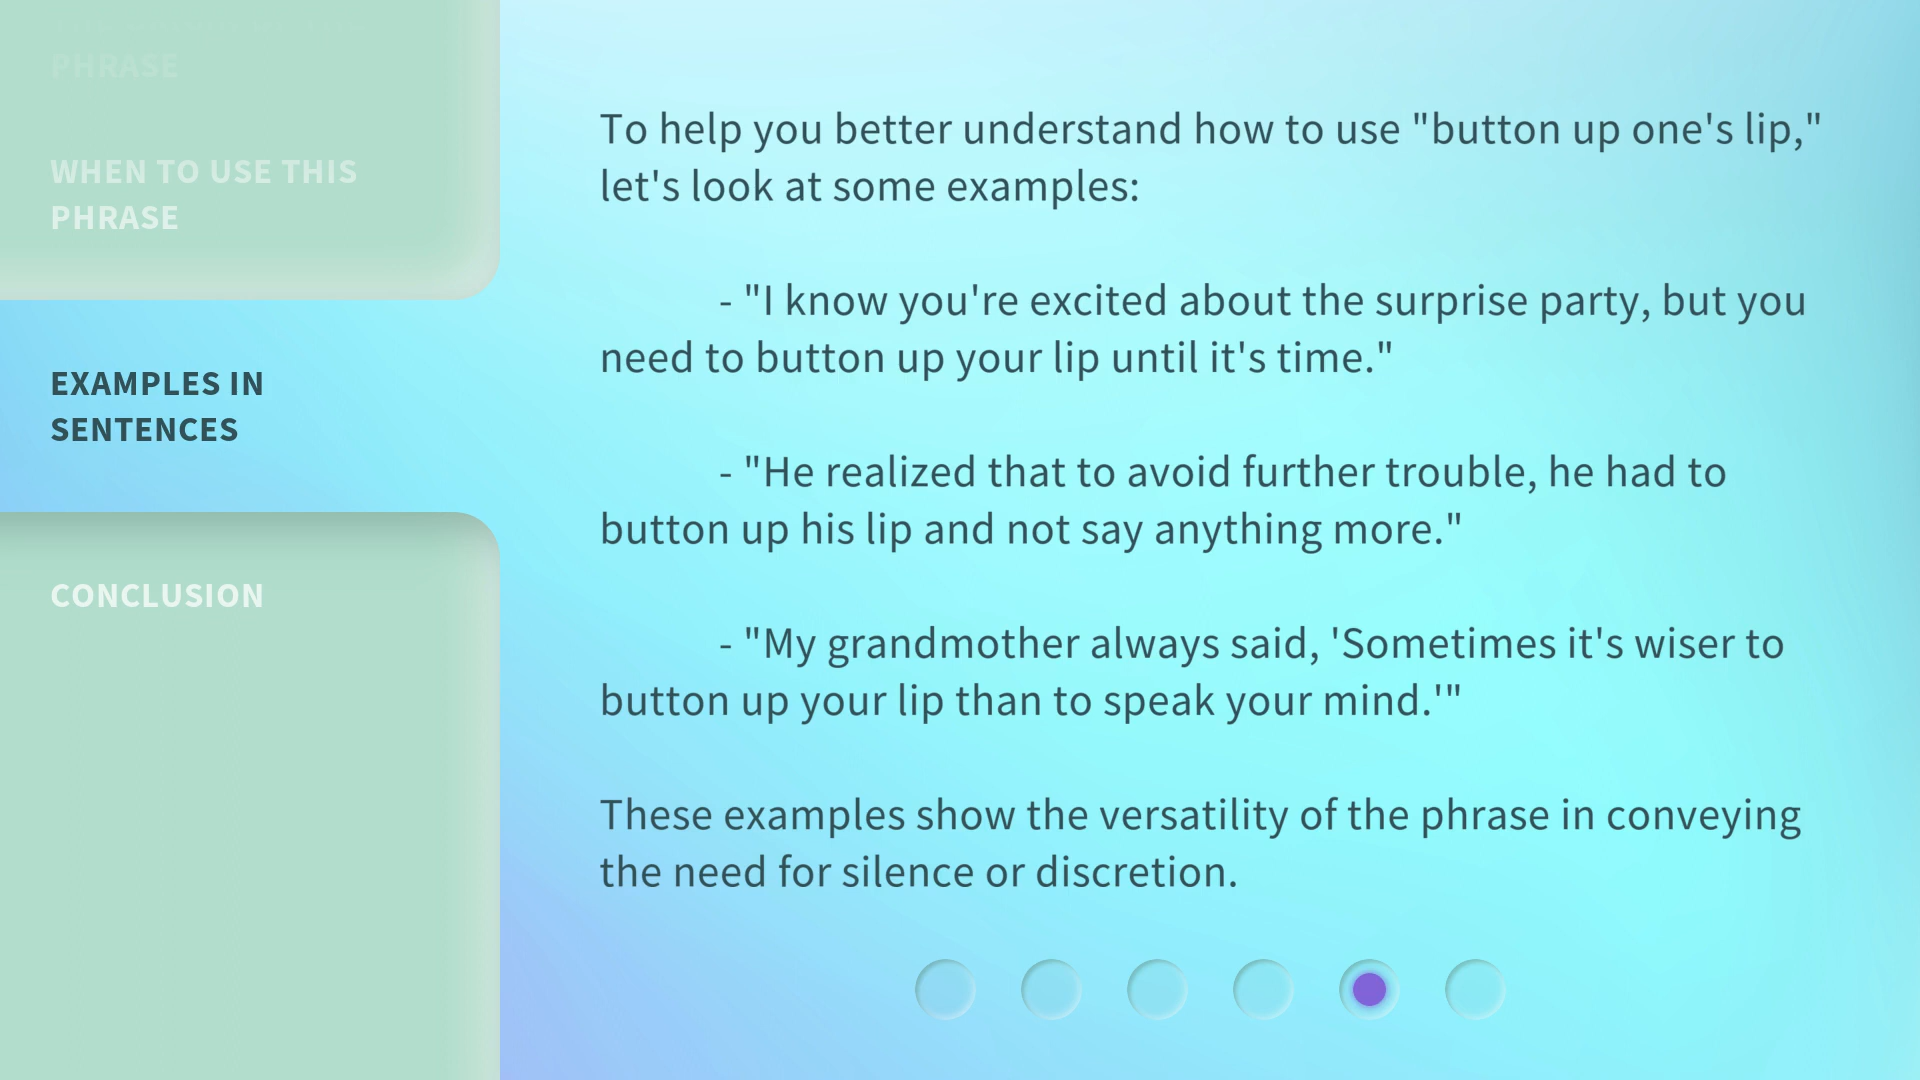 PHRASE
WHEN TO USE THIS
PHRASE
EXAMPLES IN
SENTENCES
CONCLUSION
To help you better understand how to use "button up one's lip,"
let's look at some examples:
- "I know you're excited about the surprise party, but you
need to button up your lip until it's time."
- "He realized that to avoid further trouble, he had to
button up his lip and not say anything more."
- "My grandmother always said, 'Sometimes it's wiser to
button up your lip than to speak your mind.'"
These examples show the versatility of the phrase in conveying
the need for silence or discretion.